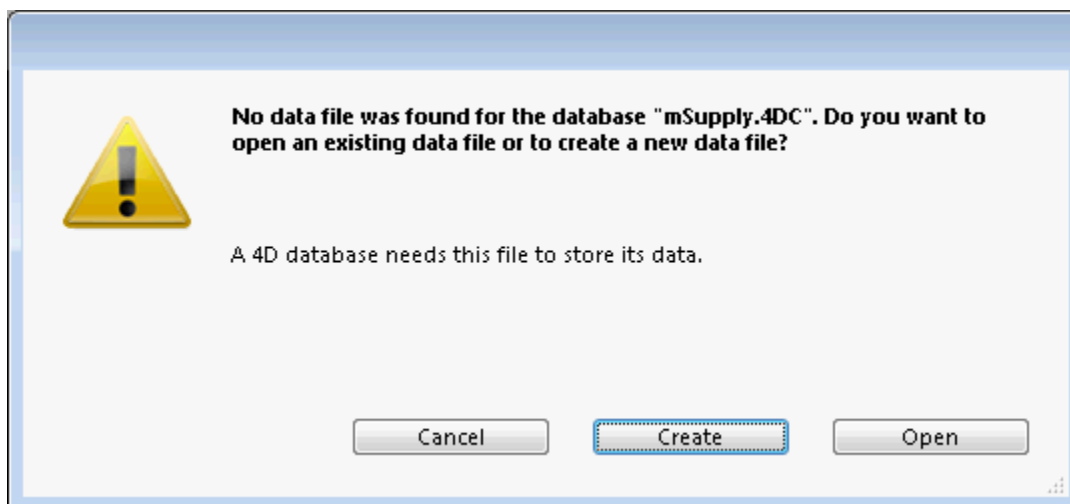 No data file was found for the database "mSupply.4DC". Do you want to
open an existing data file or to create a new data file?
A 4D database needs this file to store its data.
Cancel
Create
Open